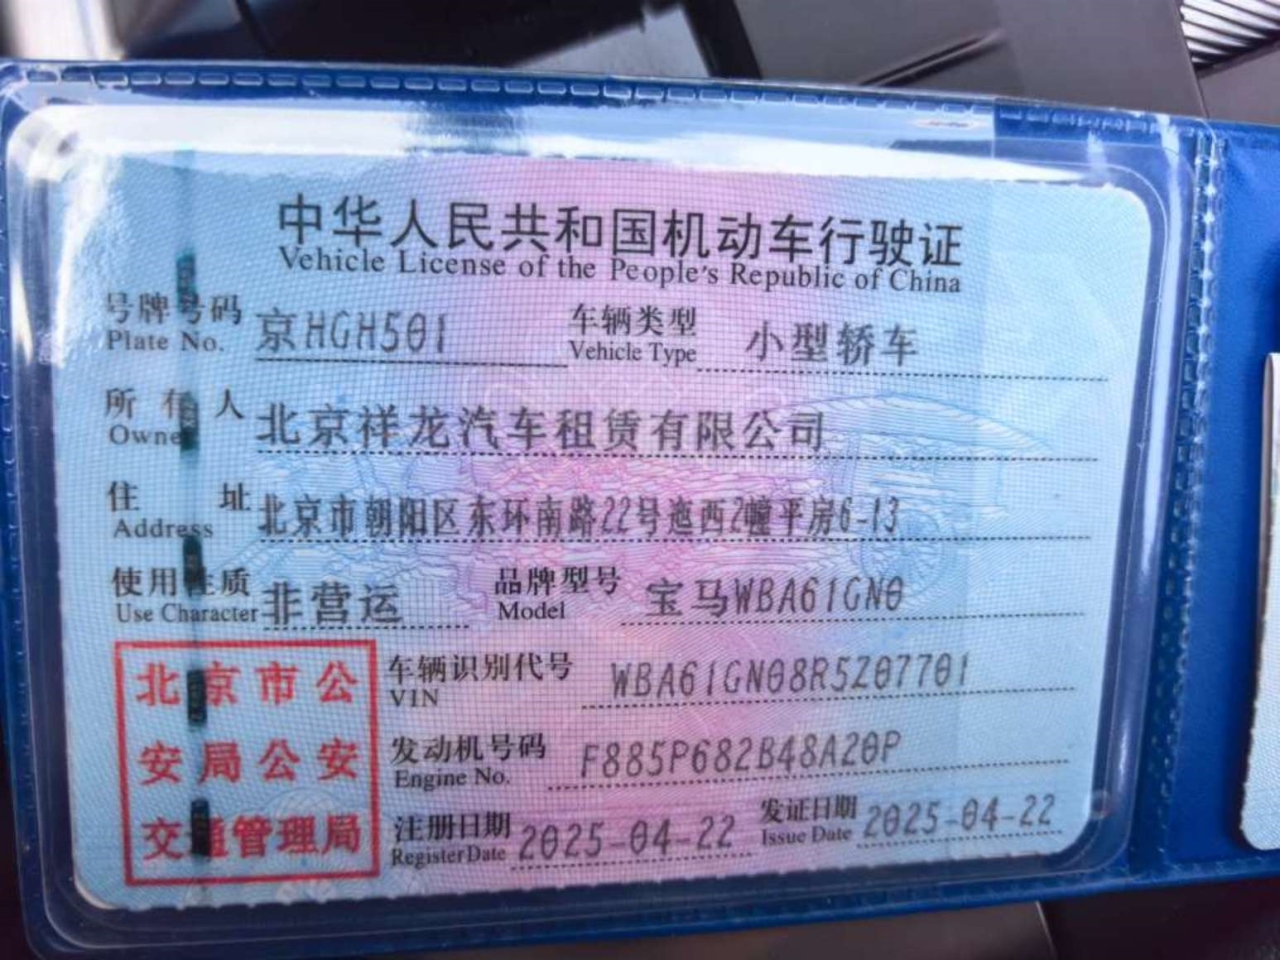 中华人民共和国机动车行驶证
Vehicle License of the People's Republic of China
号牌号码 京HGH501 车辆类型 小型轿车
Plate No. Vehicle Type
所有人 北京祥龙汽车租赁有限公司
Owner
住址 北京市朝阳区东环南路22号迤西2幢平房6-13
Address
使用性质 非营运 品牌型号 宝马WBA61GN0
Use Character Model
北京市公
安局公安
交通管理局
车辆识别代号 WBA61GN08R5Z07701
VIN
发动机号码 F885P682B48A20P
Engine No.
注册日期 2025-04-22 发证日期 2025-04-22
Register Date Issue Date